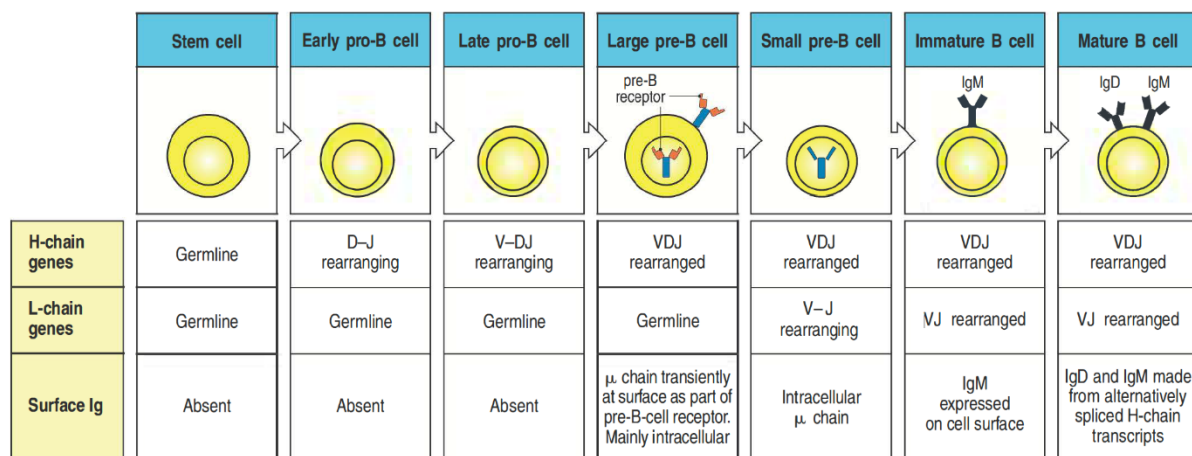 Stem cell
Early pro-B cell
Late pro-B cell
Large pre-B cell
Small pre-B cell
Immature B cell
Mature B cell
pre-B
receptor
IgM
IgD
IgM
H-chain
genes
Germline
D–J
rearranging
V–DJ
rearranging
VDJ
rearranged
VDJ
rearranged
VDJ
rearranged
VDJ
rearranged
L-chain
genes
Germline
Germline
Germline
Germline
V–J
rearranging
VJ rearranged
VJ rearranged
Surface Ig
Absent
Absent
Absent
μ chain transiently
at surface as part of
pre-B-cell receptor.
Mainly intracellular
Intracellular
μ chain
IgM
expressed
on cell surface
IgD and IgM made
from alternatively
spliced H-chain
transcripts